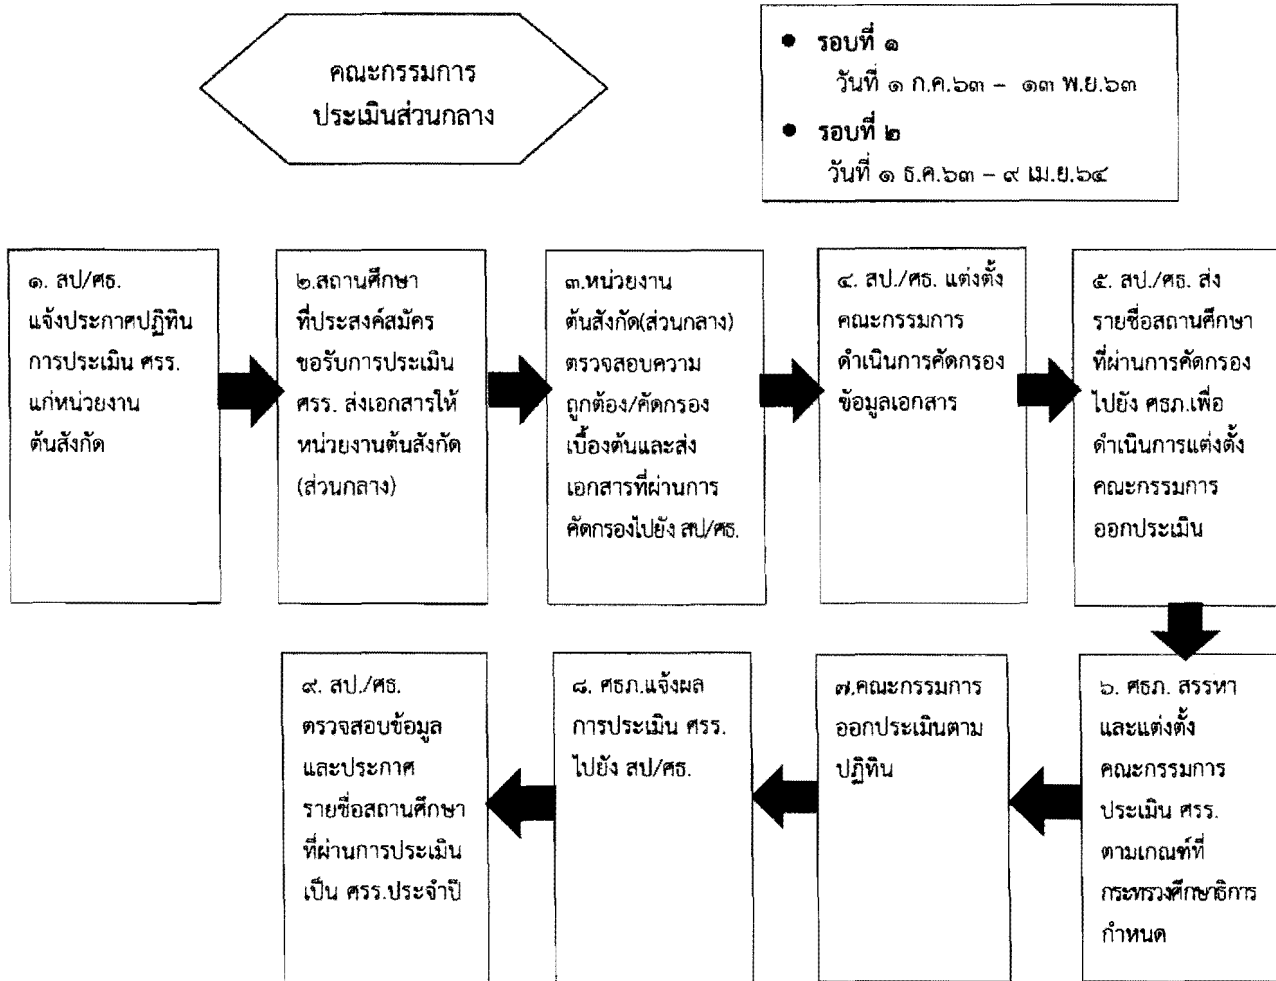 คณะกรรมการ
ประเมินส่วนกลาง
● รอบที่ ๑
วันที่ ๑ ก.ค.๖๓ – ๑๓ พ.ย.๖๓
● รอบที่ ๒
วันที่ ๑ ธ.ค.๖๓ – ๙ เม.ย.๖๔
๑. สป/ศธ.
แจ้งประกาศปฏิทิน
การประเมิน ศรร.
แก่หน่วยงาน
ต้นสังกัด
๒.สถานศึกษา
ที่ประสงค์สมัคร
ขอรับการประเมิน
ศรร. ส่งเอกสารให้
หน่วยงานต้นสังกัด
(ส่วนกลาง)
๓.หน่วยงาน
ต้นสังกัด(ส่วนกลาง)
ตรวจสอบความ
ถูกต้อง/คัดกรอง
เบื้องต้นและส่ง
เอกสารที่ผ่านการ
คัดกรองไปยัง สป/ศธ.
๔. สป./ศธ. แต่งตั้ง
คณะกรรมการ
ดำเนินการคัดกรอง
ข้อมูลเอกสาร
๕. สป./ศธ. ส่ง
รายชื่อสถานศึกษา
ที่ผ่านการคัดกรอง
ไปยัง ศธภ.เพื่อ
ดำเนินการแต่งตั้ง
คณะกรรมการ
ออกประเมิน
๖. ศธภ. สรรหา
และแต่งตั้ง
คณะกรรมการ
ประเมิน ศรร.
ตามเกณฑ์ที่
กระทรวงศึกษาธิการ
กำหนด
๗.คณะกรรมการ
ออกประเมินตาม
ปฏิทิน
๘. ศธภ.แจ้งผล
การประเมิน ศรร.
ไปยัง สป/ศธ.
๙. สป./ศธ.
ตรวจสอบข้อมูล
และประกาศ
รายชื่อสถานศึกษา
ที่ผ่านการประเมิน
เป็น ศรร.ประจำปี